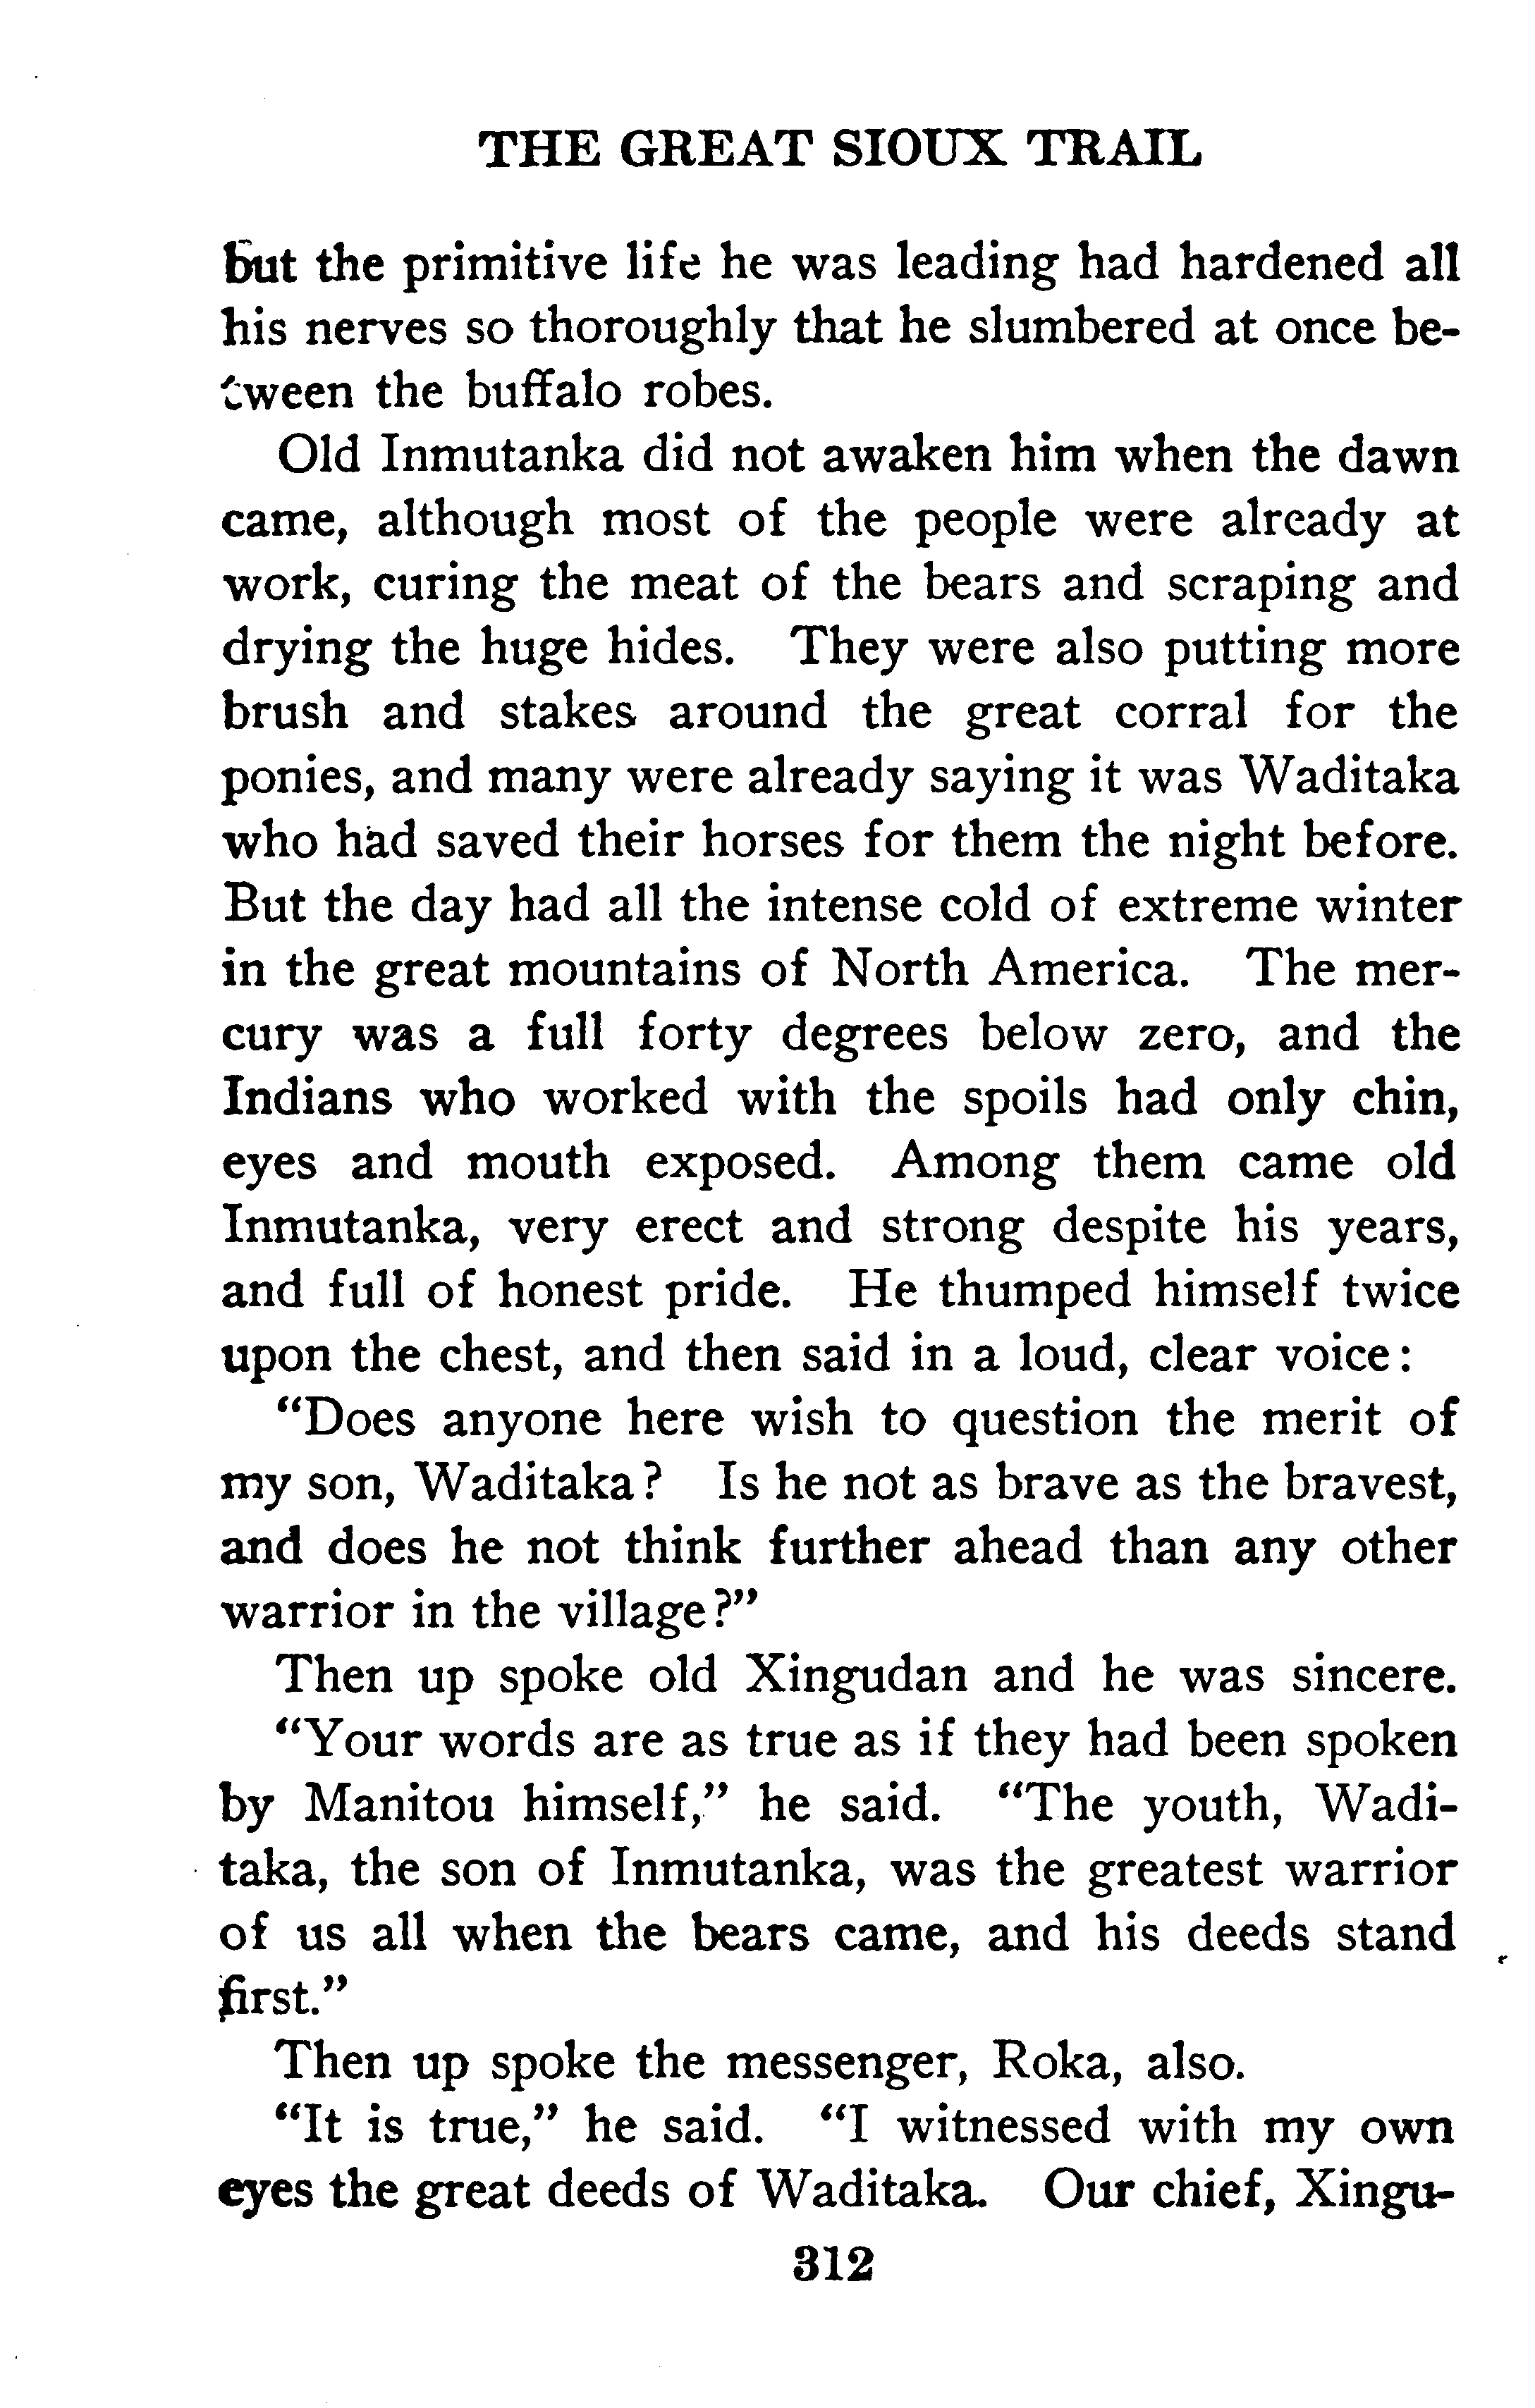 THE GREAT SIOUX TRAIL
but the primitive life he was leading had hardened all
his nerves so thoroughly that he slumbered at once be-
tween the buffalo robes.
Old Inmutanka did not awaken him when the dawn
came, although most of the people were already at
work, curing the meat of the bears and scraping and
drying the huge hides. They were also putting more
brush and stakes around the great corral for the
ponies, and many were already saying it was Waditaka
who had saved their horses for them the night before.
But the day had all the intense cold of extreme winter
in the great mountains of North America. The mer-
cury was a full forty degrees below zero, and the
Indians who worked with the spoils had only chin,
eyes and mouth exposed. Among them came old
Inmutanka, very erect and strong despite his years,
and full of honest pride. He thumped himself twice
upon the chest, and then said in a loud, clear voice:
"Does anyone here wish to question the merit of
my son, Waditaka? Is he not as brave as the bravest,
and does he not think further ahead than any other
warrior in the village?"
Then up spoke old Xingudan and he was sincere.
"Your words are as true as if they had been spoken
by Manitou himself," he said. "The youth, Wadi-
taka, the son of Inmutanka, was the greatest warrior
of us all when the bears came, and his deeds stand
first."
Then up spoke the messenger, Roka, also.
"It is true," he said. "I witnessed with my own
eyes the great deeds of Waditaka. Our chief, Xingu-
312